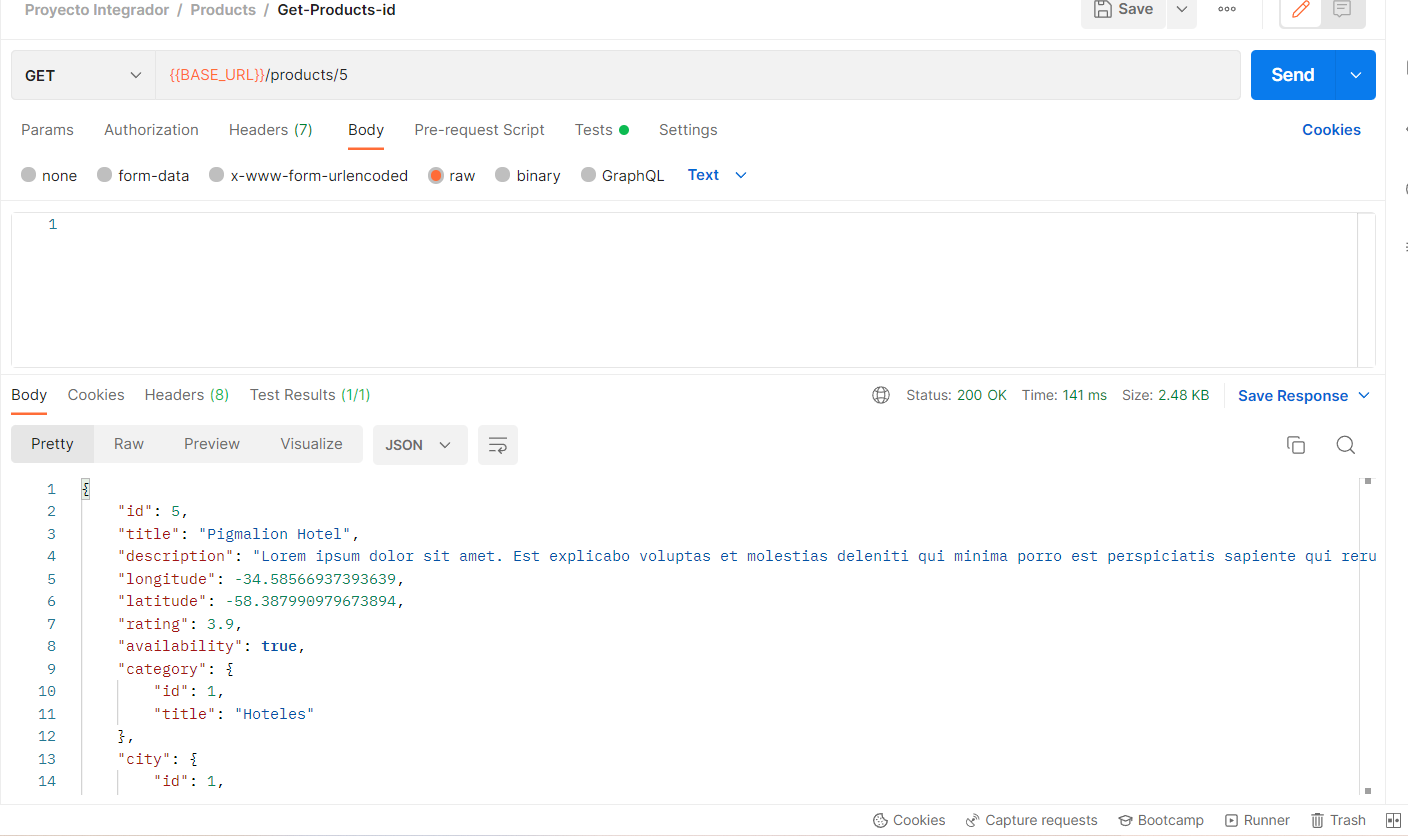 Proyecto Integrador / Products / Get-Products-id
Save
GET {{BASE_URL}}/products/5 Send
Params Authorization Headers (7) Body Pre-request Script Tests Settings Cookies
none form-data x-www-form-urlencoded raw binary GraphQL Text
1
Body Cookies Headers (8) Test Results (1/1) Status: 200 OK Time: 141 ms Size: 2.48 KB Save Response
Pretty Raw Preview Visualize JSON
1 {
2 "id": 5,
3 "title": "Pigmalion Hotel",
4 "description": "Lorem ipsum dolor sit amet. Est explicabo voluptas et molestias deleniti qui minima porro est perspiciatis sapiente qui reru
5 "longitude": -34.58566937393639,
6 "latitude": -58.387990979673894,
7 "rating": 3.9,
8 "availability": true,
9 "category": {
10 "id": 1,
11 "title": "Hoteles"
12 },
13 "city": {
14 "id": 1,
Cookies Capture requests Bootcamp Runner Trash